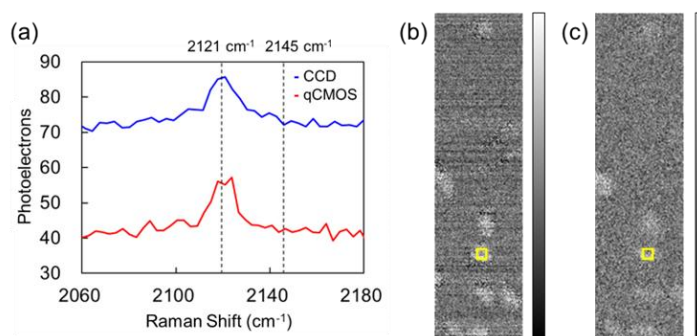 (a)
2121 cm⁻¹ 2145 cm⁻¹
(b)
(c)
90
80
70
60
50
40
30
Photoelectrons
CCD
qCMOS
2060 2100 2140 2180
Raman Shift (cm⁻¹)